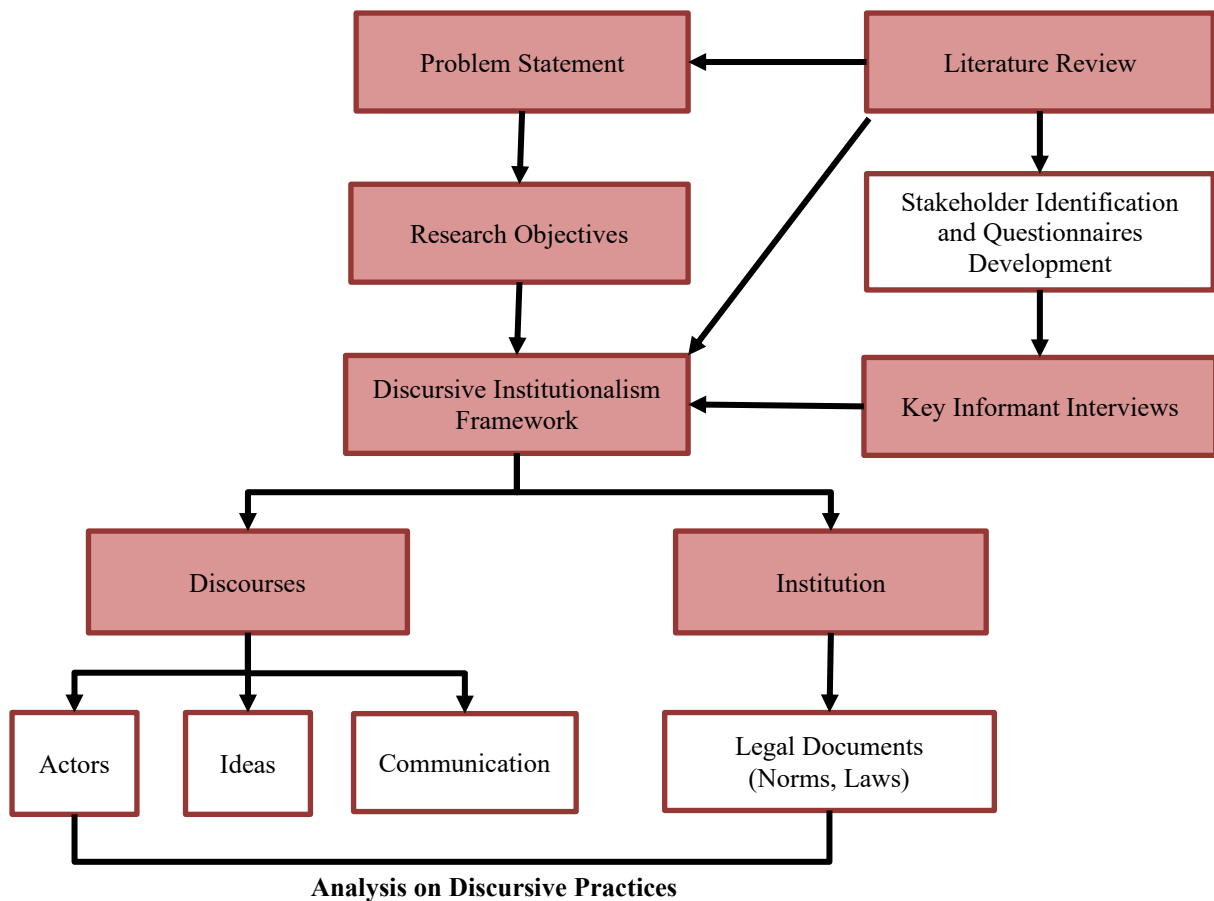 Problem Statement
Literature Review
Research Objectives
Stakeholder Identification
and Questionnaires
Development
Discursive Institutionalism
Framework
Key Informant Interviews
Discourses
Institution
Actors
Ideas
Communication
Legal Documents
(Norms, Laws)
Analysis on Discursive Practices